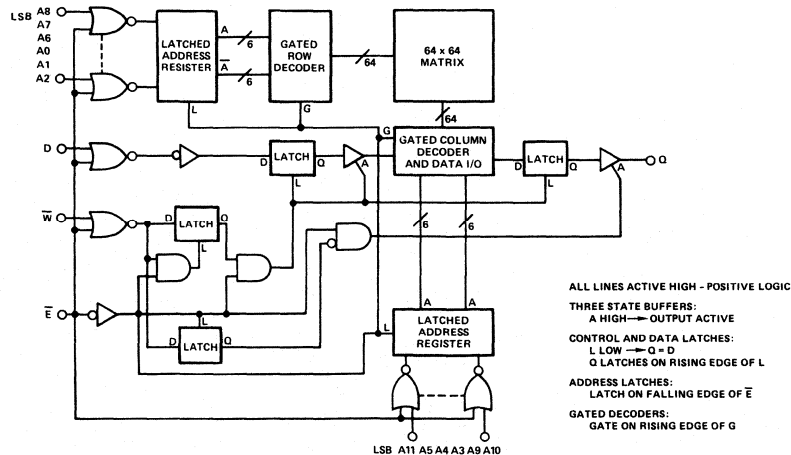 LSB A8
A7
A6
A0
A1
A2
LATCHED
ADDRESS
REGISTER
L
A
6
A
6
GATED
ROW
DECODER
G
64
64 x 64
MATRIX
64
D
D LATCH Q
L
A
G
GATED COLUMN
DECODER
AND DATA I/O
D LATCH Q
L
A
Q
W
D LATCH Q
L
6
6
E
L
D LATCH Q
A
A
L
LATCHED
ADDRESS
REGISTER
LSB A11 A5 A4 A3 A9 A10
ALL LINES ACTIVE HIGH - POSITIVE LOGIC
THREE STATE BUFFERS:
A HIGH → OUTPUT ACTIVE
CONTROL AND DATA LATCHES:
L LOW → Q = D
Q LATCHES ON RISING EDGE OF L
ADDRESS LATCHES:
LATCH ON FALLING EDGE OF E̅
GATED DECODERS:
GATE ON RISING EDGE OF G